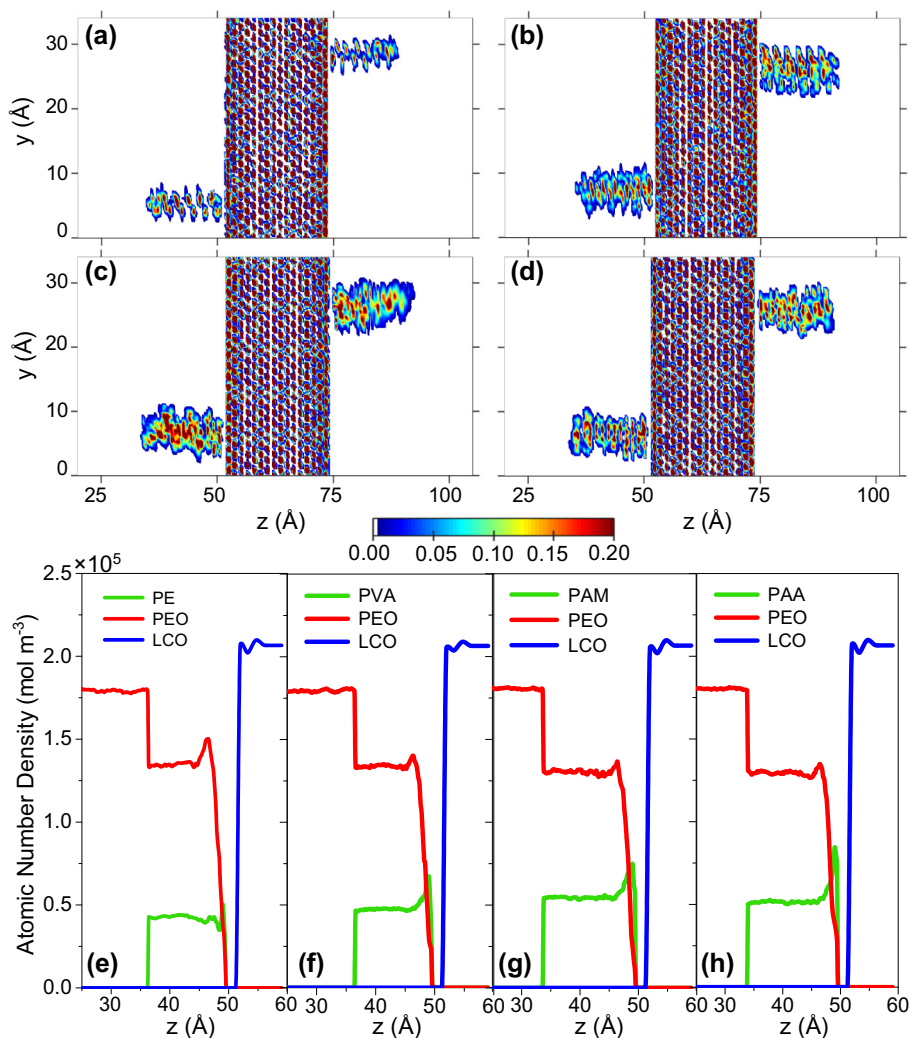 (a)
(b)
30
20
10
0
y (Å)
(c)
(d)
30
20
10
0
y (Å)
25 50 75 100
25 50 75 100
z (Å)
z (Å)
0.00 0.05 0.10 0.15 0.20
×10⁵
2.5
2.0
1.5
1.0
0.5
0.0
Atomic Number Density (mol m⁻³)
PE
PEO
LCO
PVA
PEO
LCO
PAM
PEO
LCO
PAA
PEO
LCO
(e)
(f)
(g)
(h)
30 40 50 60 30 40 50 60 30 40 50 60 30 40 50 60
z (Å)
z (Å)
z (Å)
z (Å)